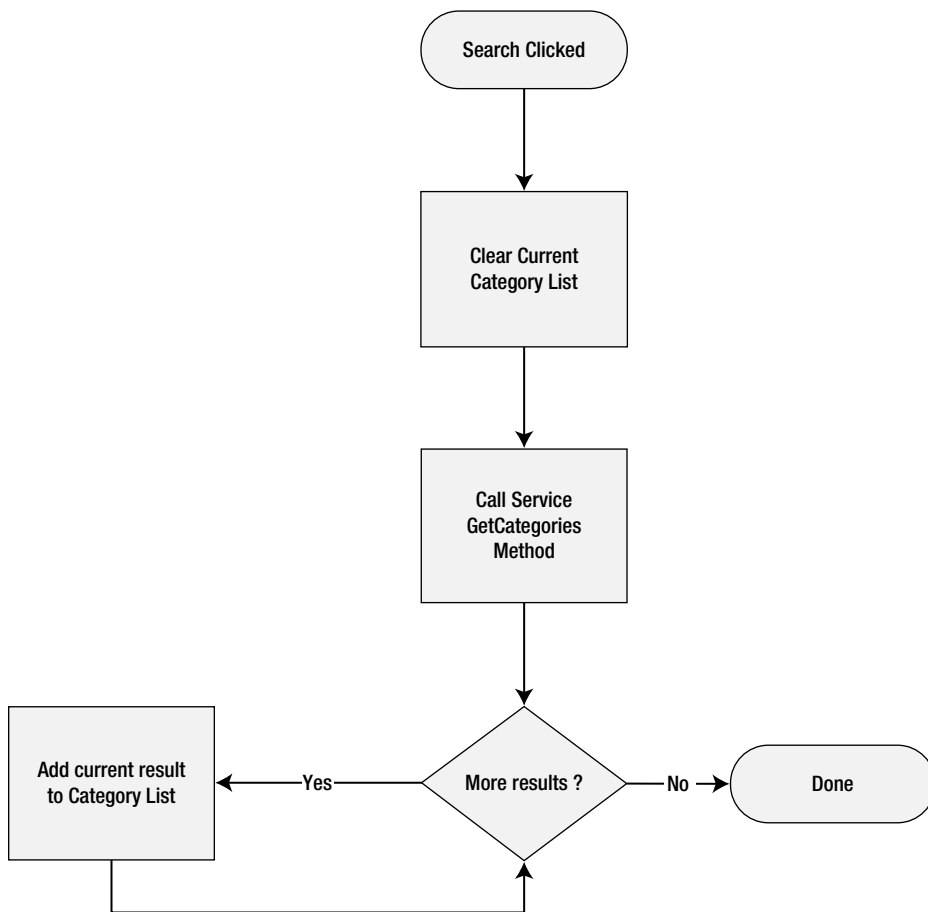 Search Clicked
Clear Current
Category List
Call Service
GetCategories
Method
Add current result
to Category List
Yes
More results ?
No
Done